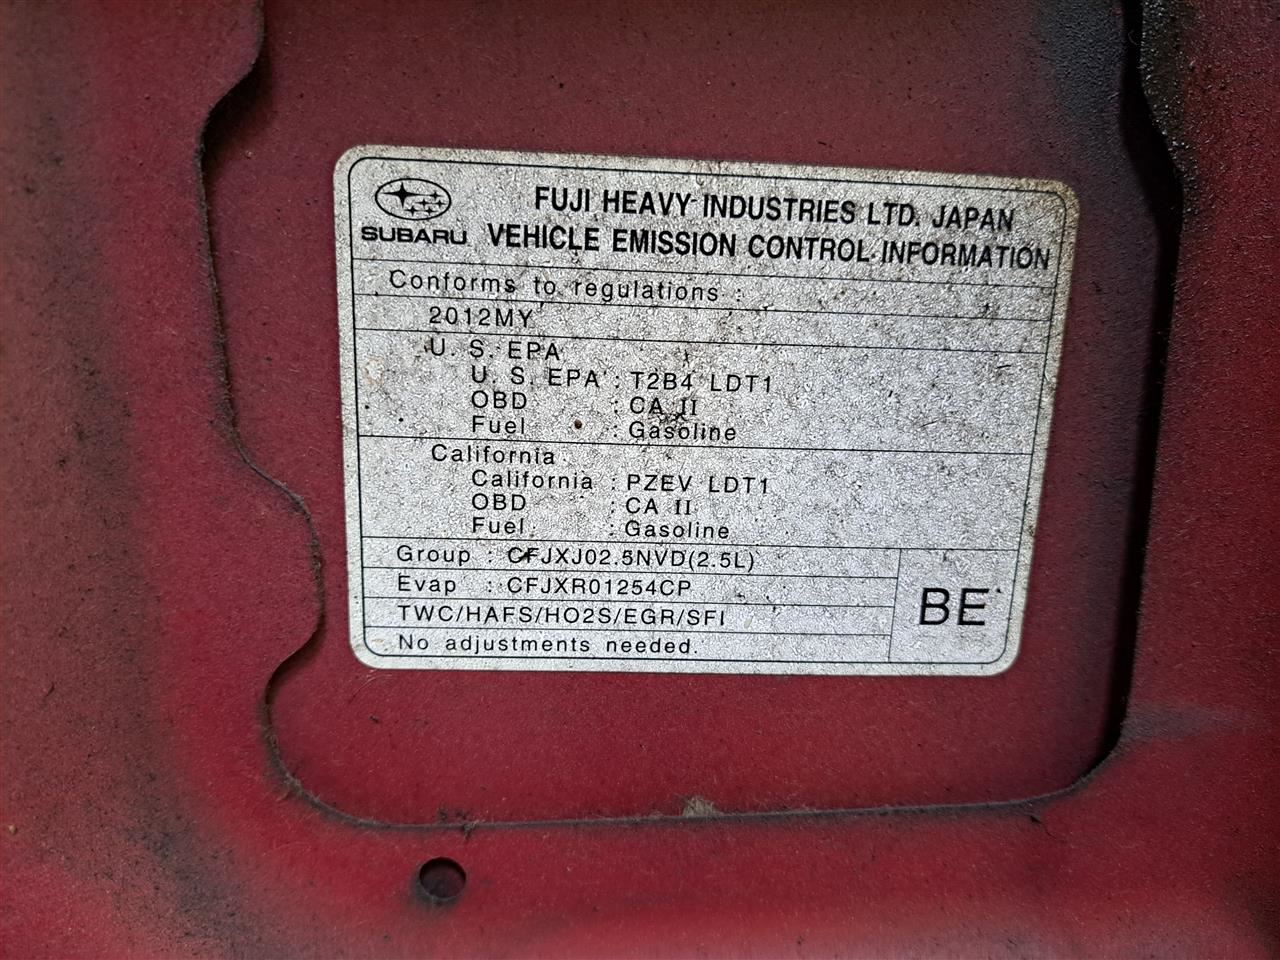 FUJI HEAVY INDUSTRIES LTD. JAPAN
SUBARU VEHICLE EMISSION CONTROL INFORMATION
Conforms to regulations :
2012MY
U. S. EPA
U. S. EPA : T2B4 LDT1
OBD : CA II
Fuel : Gasoline
California
California : PZEV LDT1
OBD : CA II
Fuel : Gasoline
Group : CFJXJ02.5NVD(2.5L)
Evap : CFJXR01254CP
TWC/HAFS/HO2S/EGR/SFI
No adjustments needed.
BE